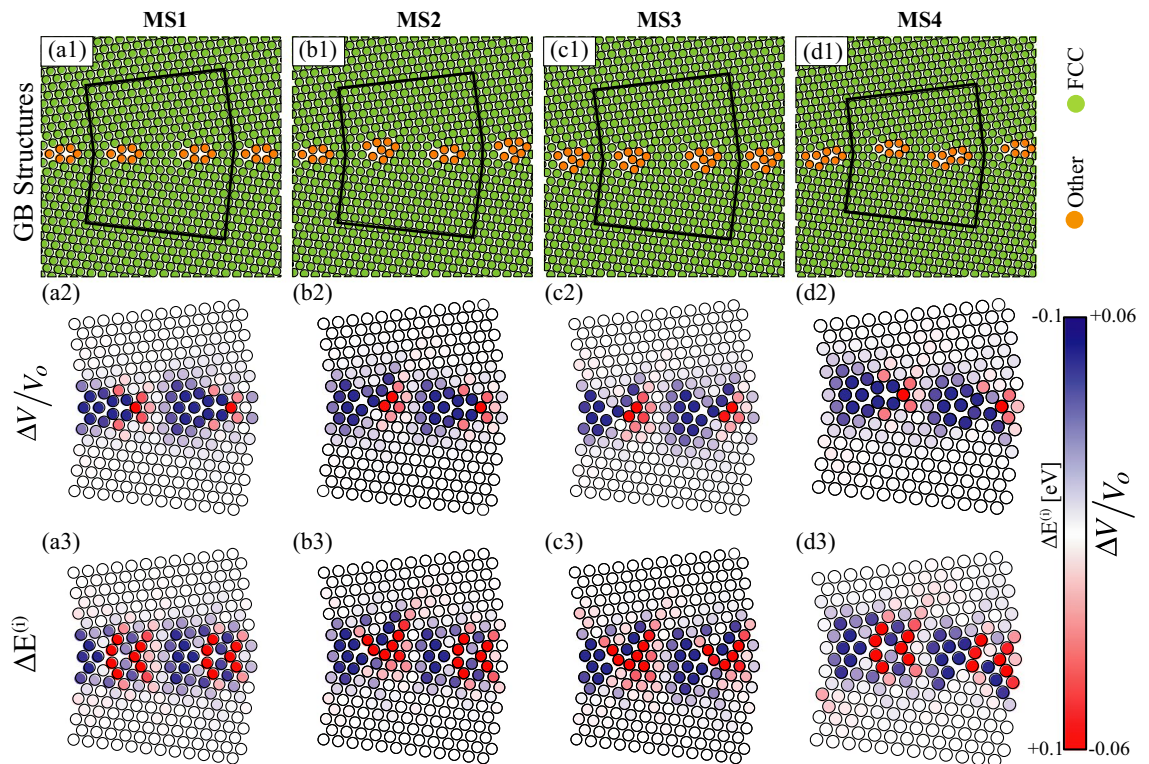 MS1 MS2 MS3 MS4
(a1) (b1) (c1) (d1)
GB Structures
Other FCC
(a2) (b2) (c2) (d2)
ΔV/Vo
-0.1 +0.06
ΔE⁽ⁱ⁾ [eV]
ΔV/Vo
(a3) (b3) (c3) (d3)
ΔE⁽ⁱ⁾
+0.1 -0.06